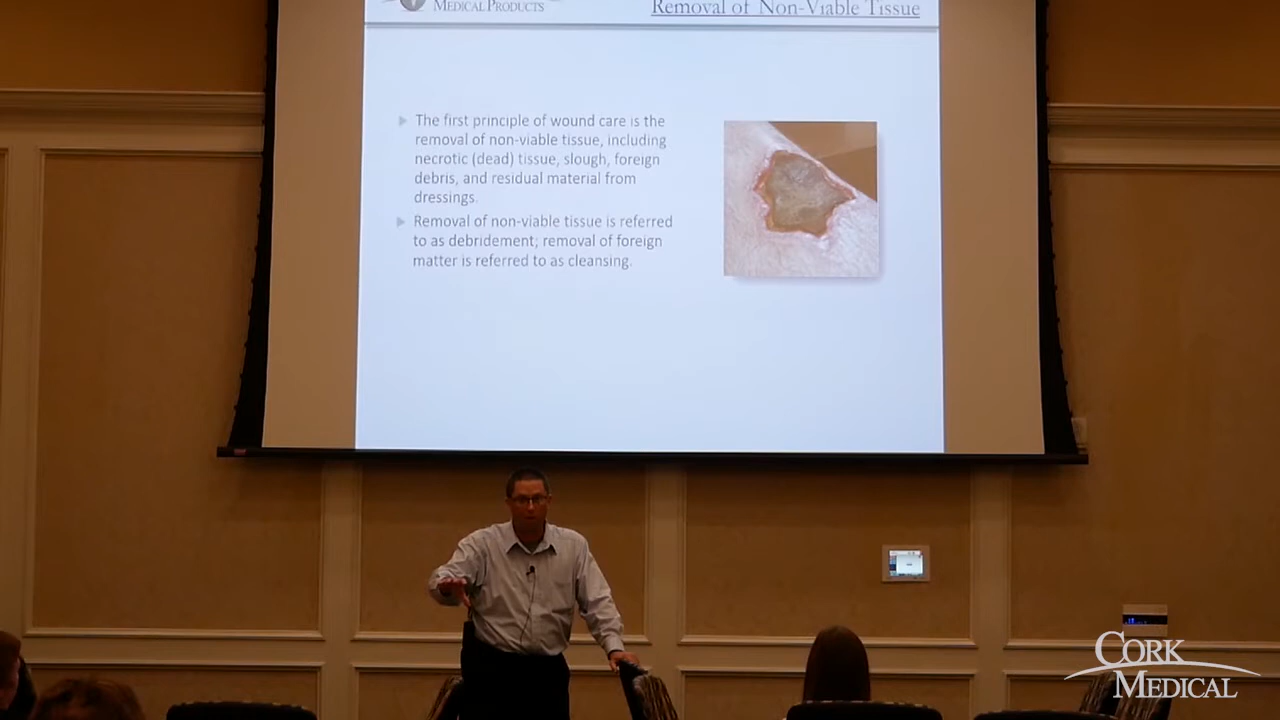 MEDICAL PRODUCTS
Removal of Non-Viable Tissue
The first principle of wound care is the
removal of non-viable tissue, including
necrotic (dead) tissue, slough, foreign
debris, and residual material from
dressings.
Removal of non-viable tissue is referred
to as debridement; removal of foreign
matter is referred to as cleansing.
CORK
MEDICAL